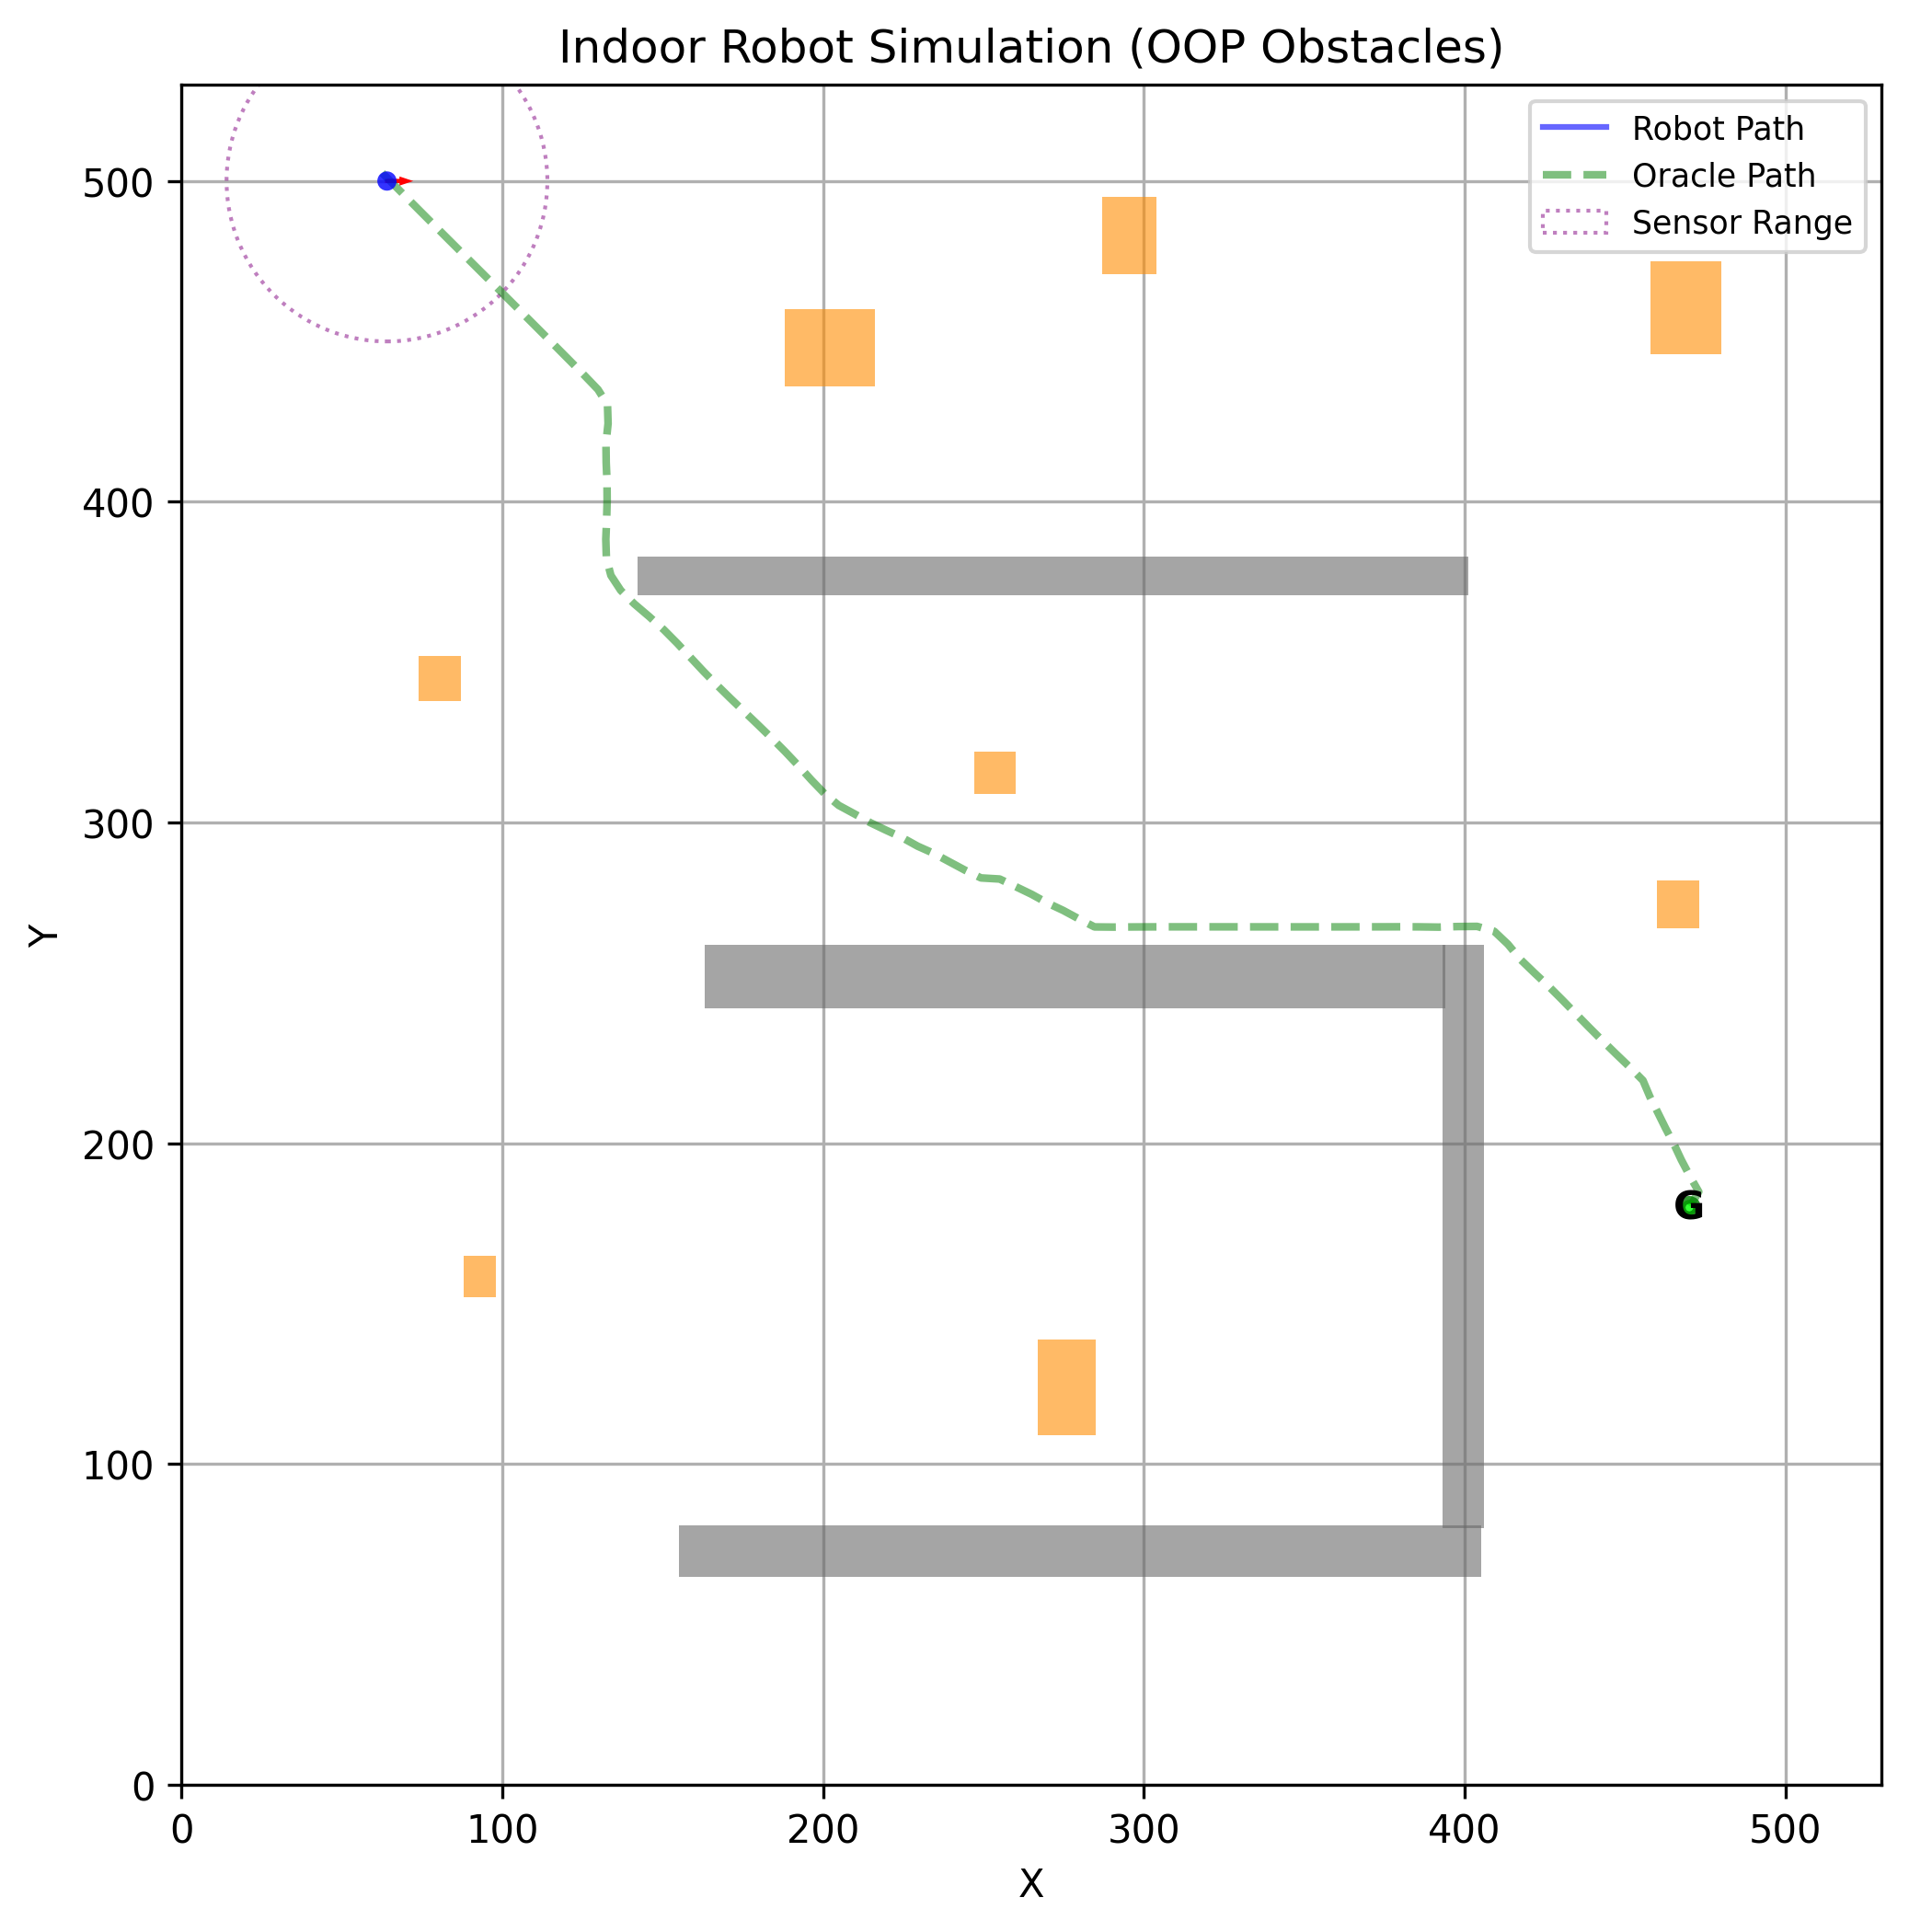 Indoor Robot Simulation (OOP Obstacles)
Robot Path
Oracle Path
Sensor Range
500
400
300
200
100
0
Y
G
0 100 200 300 400 500
X